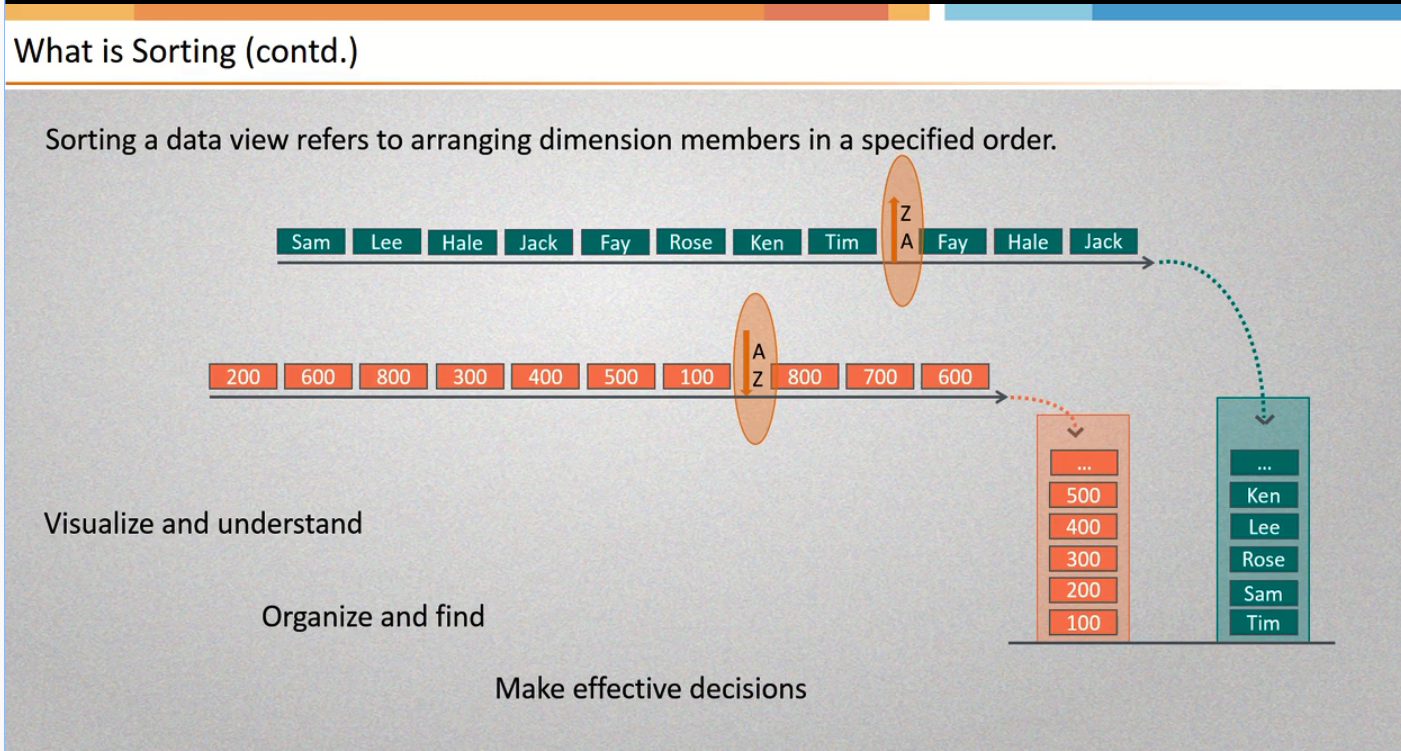 What is Sorting (contd.)
Sorting a data view refers to arranging dimension members in a specified order.
Z
Sam Lee Hale Jack Fay Rose Ken Tim A Fay Hale Jack
A
200 600 800 300 400 500 100 Z 800 700 600
... ...
500 Ken
Visualize and understand
400 Lee
300 Rose
200 Sam
Organize and find
100 Tim
Make effective decisions